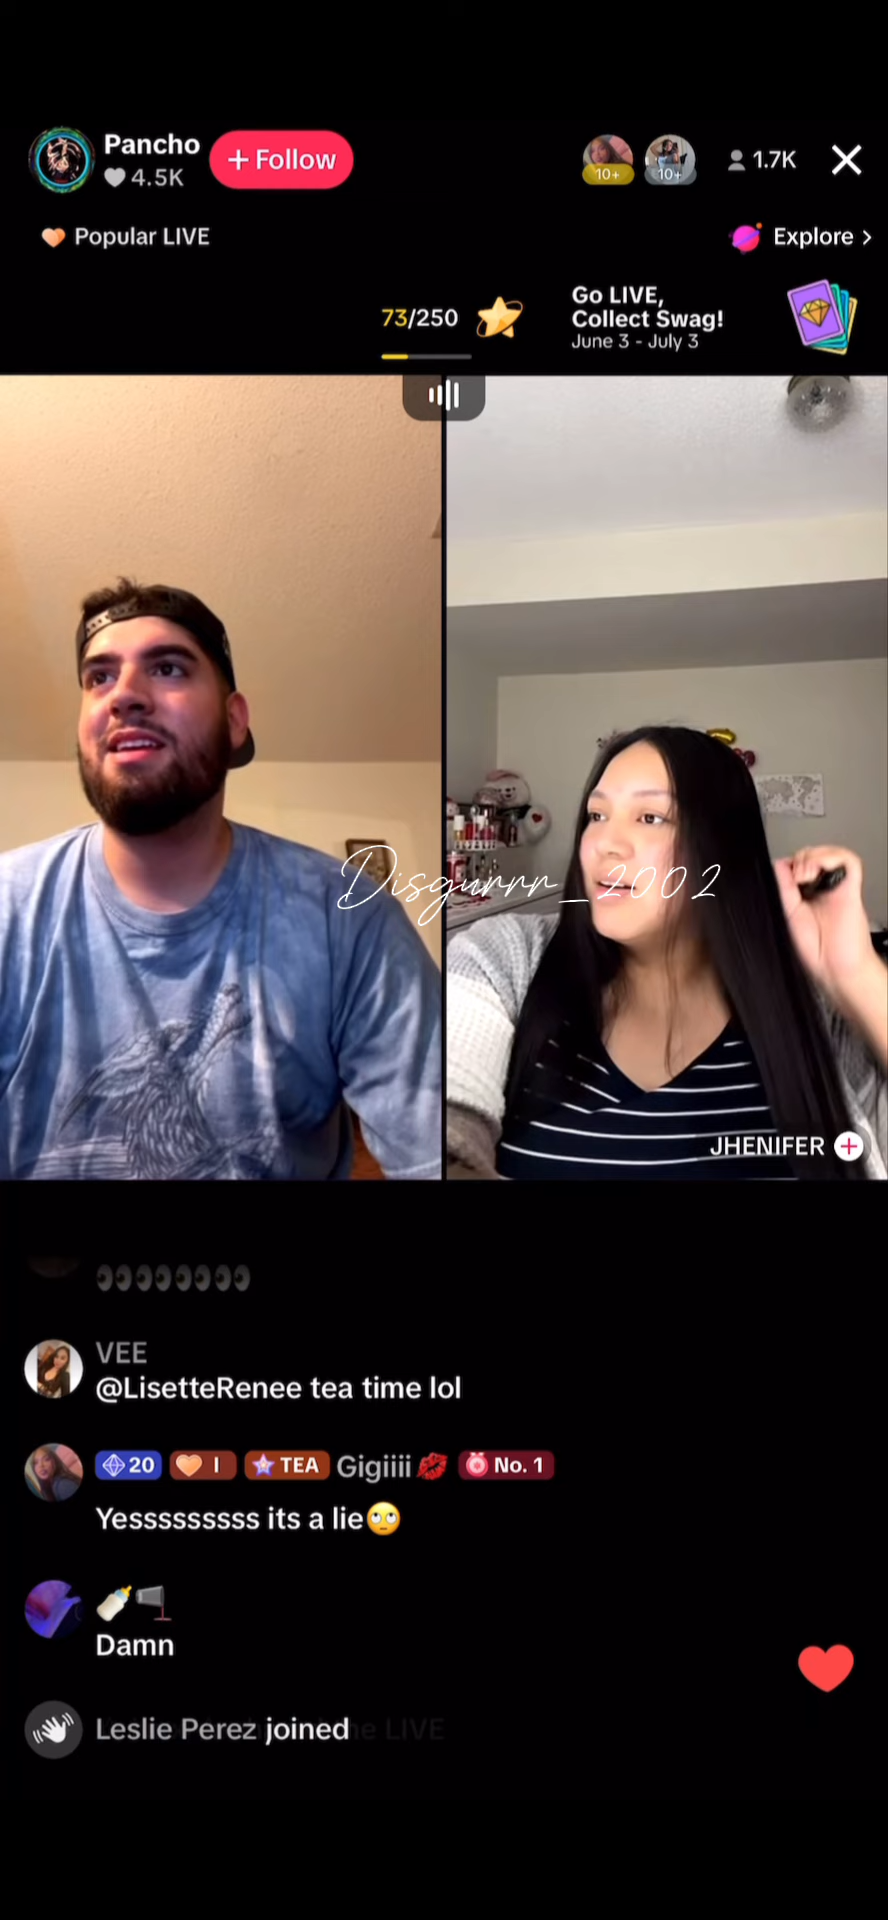 Pancho
+ Follow
4.5K
10+
10+
1.7K
Popular LIVE
Explore >
73/250
Go LIVE,
Collect Swag!
June 3 - July 3
Disgurrr_2002
JHENIFER
👀👀👀👀👀👀👀👀
VEE
@LisetteRenee tea time lol
20 I TEA Gigiiii💋 No. 1
Yesssssssss its a lie🙄
🍼
Damn
Leslie Perez joined